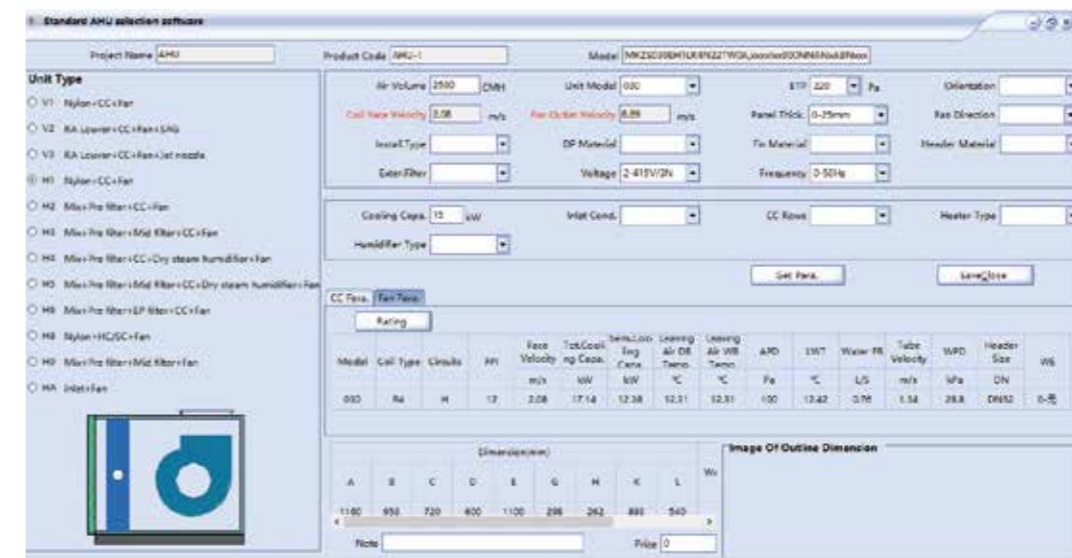 Standard AHU selection software
Project Name AHU Product Code AHU-1 Model
Unit Type
V1 Nylon+CC+Fan
V2 RA Louver+CC+Fan+SAG
V3 RA Louver+CC+Fan+Jet nozzle
H1 Nylon+CC+Fan
H2 Mix+Pre filter+CC+Fan
H3 Mix+Pre filter+Mid filter+CC+Fan
H4 Mix+Pre filter+CC+Dry steam humidifier+Fan
H5 Mix+Pre filter+Mid filter+CC+Dry steam humidifier+Fan
H6 Mix+Pre filter+EP filter+CC+Fan
H8 Nylon+HC/SC+Fan
H9 Mix+Pre filter+Mid filter+Fan
HA Inlet+Fan
Air Volume 2500 CMH Unit Model 030 ETP 220 Pa Orientation
Coil Face Velocity 2.08 m/s Fan Outlet Velocity m/s Panel Thick. 0-25mm Fan Direction
Install Type DP Material Fin Material Header Material
Exter.Filter Voltage 2-415V/3N Frequency 0-50Hz
Cooling Capa. 15 kW Inlet Cond. CC Rows Heater Type
Humidifier Type
Get Para. Save&Close
CC Para. Fan Para.
Rating
Model Coil Type Circuits FPI Face Velocity Tot.Cooling Capa. Sens.Cooling Capa. Leaving Air DB Temp. Leaving Air WB Temp. APD LWT Water FR Tube Velocity WPD Header Size WS
m/s kW kW ℃ ℃ Pa ℃ L/S m/s kPa DN
030 R4 H 12 2.08 17.14 12.38 12.31 12.31 100 12.42 0.76 1.34 28.8 DN32
Dimension(mm)
A B C D E G H K L
1160 950 720 600 1100 298 262 880 540
Note Price 0
Image Of Outline Dimension